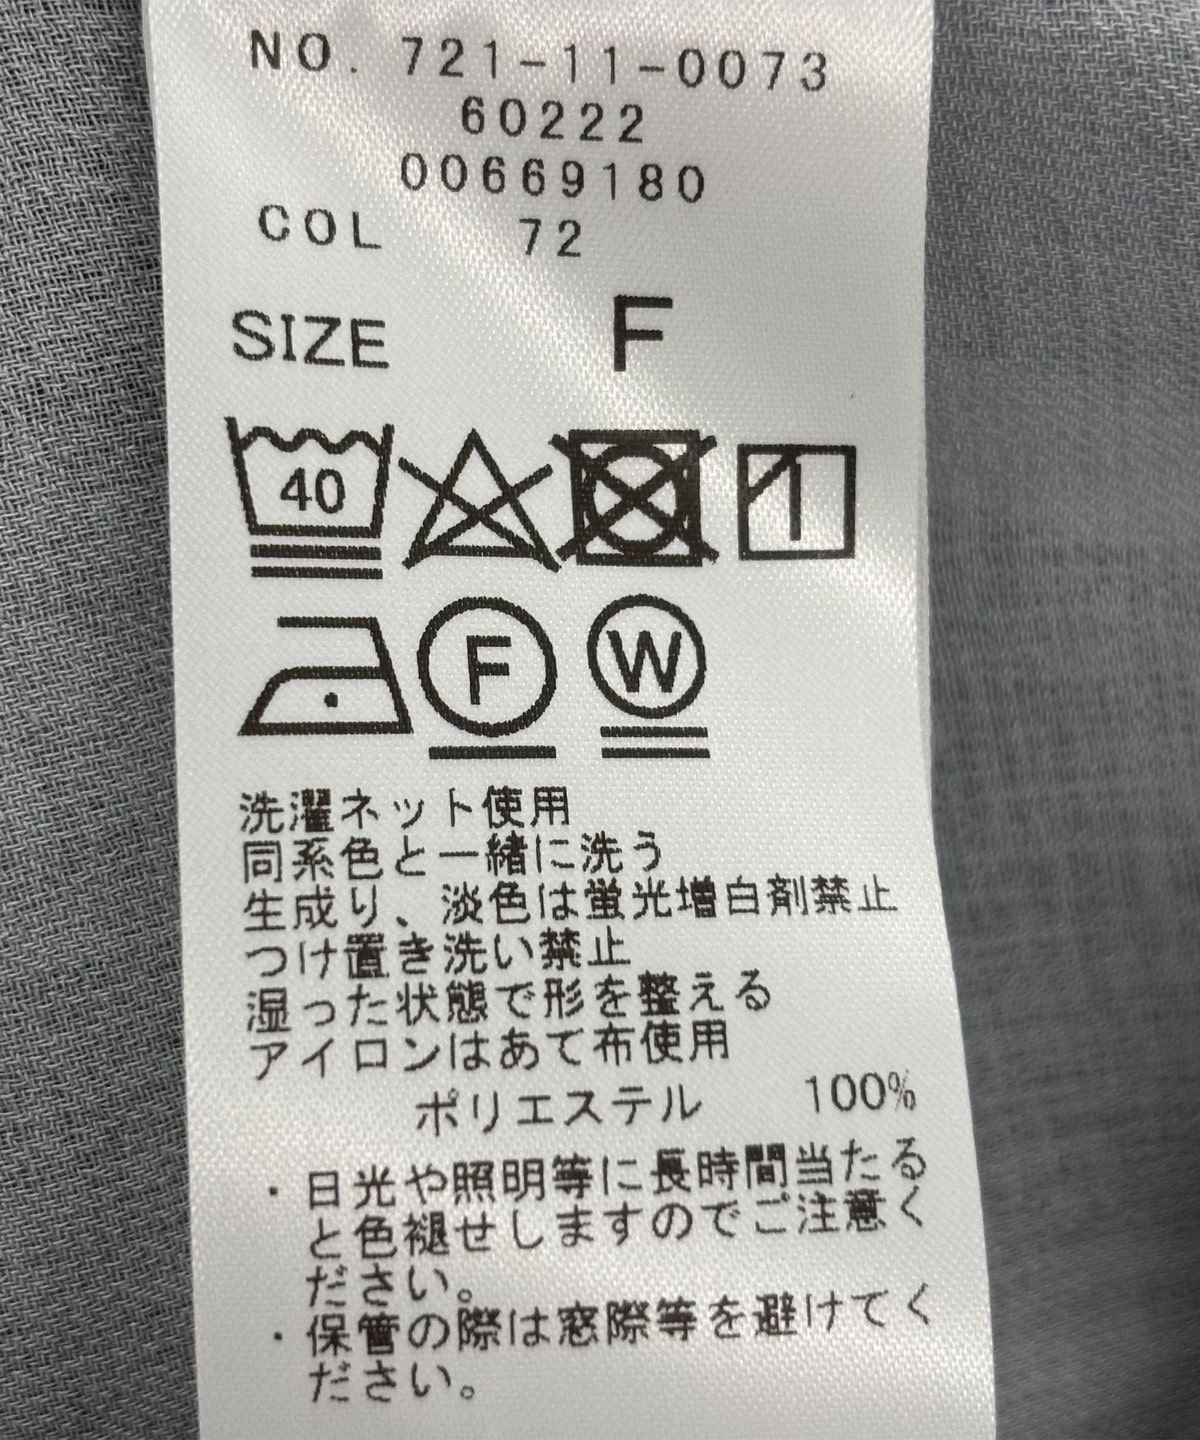 NO. 721-11-0073
60222
00669180
COL 72
SIZE F
40
F W
洗濯ネット使用
同系色と一緒に洗う
生成り、淡色は蛍光増白剤禁止
つけ置き洗い禁止
湿った状態で形を整える
アイロンはあて布使用
ポリエステル 100%
・日光や照明等に長時間当たる
と色褪せしますのでご注意く
ださい。
・保管の際は窓際等を避けてく
ださい。